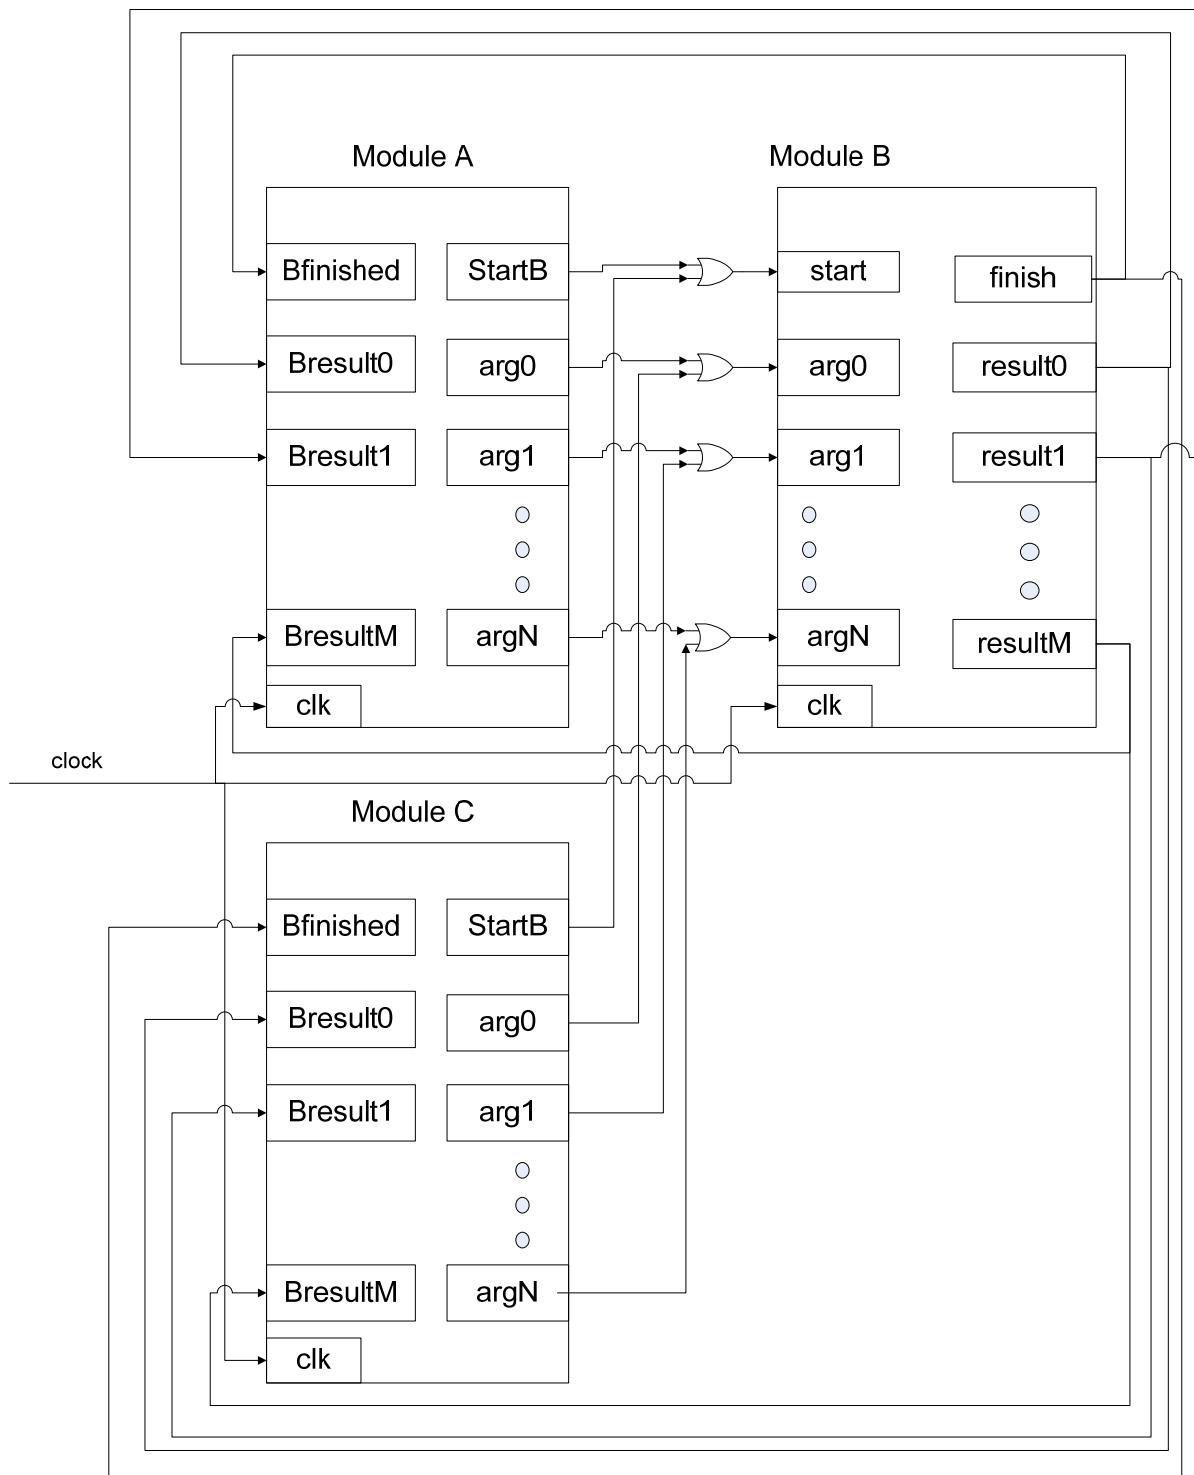 Module A
Module B
Bfinished
StartB
start
finish
Bresult0
arg0
arg0
result0
Bresult1
arg1
arg1
result1
BresultM
argN
argN
resultM
clk
clk
clock
Module C
Bfinished
StartB
Bresult0
arg0
Bresult1
arg1
BresultM
argN
clk